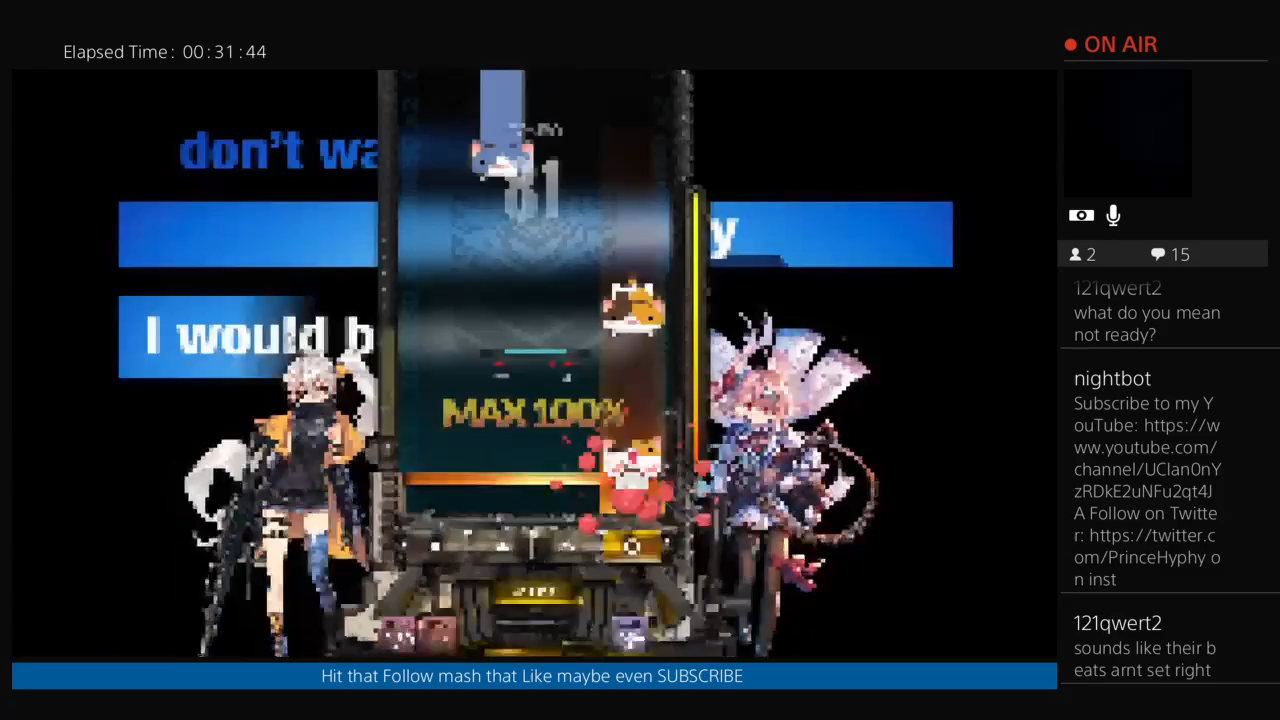 Elapsed Time: 00:31:44
ON AIR
don't wa
y
I would b
81
MAX 100%
2
15
121qwert2
what do you mean
not ready?
nightbot
Subscribe to my Y
ouTube: https://w
ww.youtube.com/
channel/UClan0nY
zRDkE2uNFu2qt4J
A Follow on Twitte
r: https://twitter.c
om/PrinceHyphy o
n inst
121qwert2
sounds like their b
eats arnt set right
Hit that Follow mash that Like maybe even SUBSCRIBE